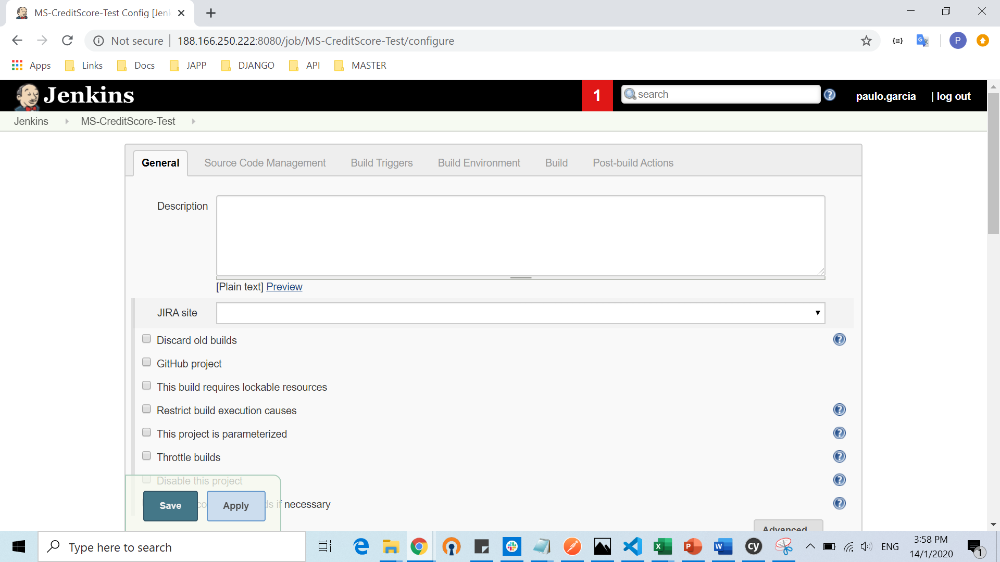 MS-CreditScore-Test Config [Jen
Not secure | 188.166.250.222:8080/job/MS-CreditScore-Test/configure
P
Apps Links Docs JAPP DJANGO API MASTER
Jenkins 1 search paulo.garcia | log out
Jenkins MS-CreditScore-Test
General Source Code Management Build Triggers Build Environment Build Post-build Actions
Description
[Plain text] Preview
JIRA site
Discard old builds
GitHub project
This build requires lockable resources
Restrict build execution causes
This project is parameterized
Throttle builds
Disable this project
necessary
Save Apply
Advanced
Type here to search
ENG
3:58 PM
14/1/2020
1